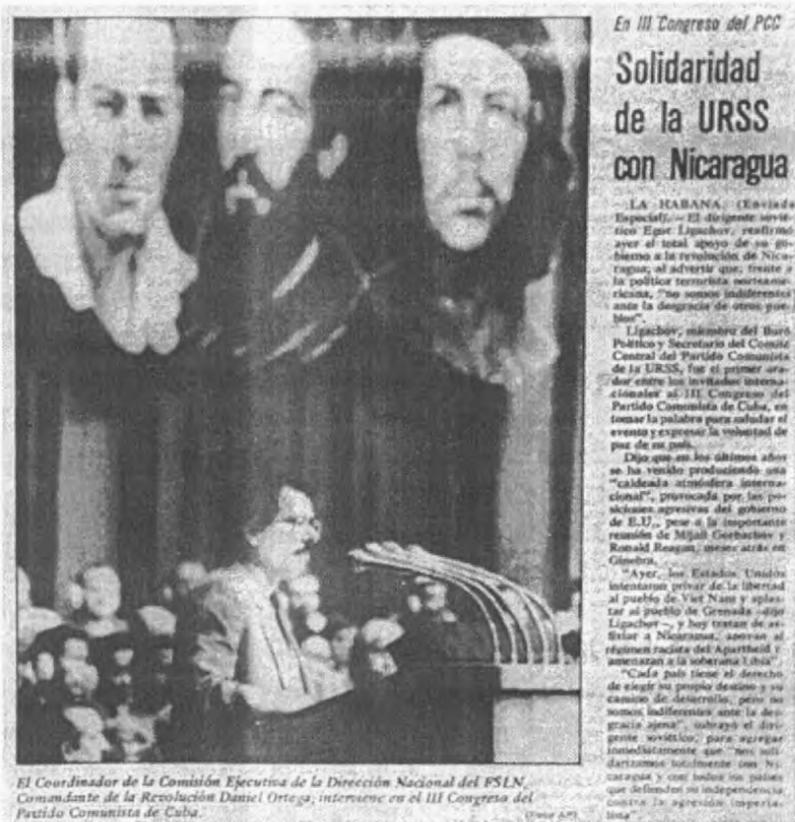 En III Congreso del PCC
Solidaridad
de la URSS
con Nicaragua
LA HABANA. (Enviada
Especial). — El dirigente sovié-
tico Egor Ligachov, reafirmó
ayer el total apoyo de su go-
bierno a la revolución de Nica-
ragua, al advertir que, frente a
la política terrorista norteame-
ricana, "no somos indiferentes
ante la desgracia de otros pue-
blos".
Ligachov, miembro del Buró
Político y Secretario del Comité
Central del Partido Comunista
de la URSS, fue el primer ora-
dor entre los invitados interna-
cionales al III Congreso del
Partido Comunista de Cuba, en
tomar la palabra para saludar el
evento y expresar la voluntad de
paz de su país.
Dijo que en los últimos años
se ha venido produciendo una
"caldeada atmósfera interna-
cional", provocada por las po-
siciones agresivas del gobierno
de E.U., pese a la importante
reunión de Mijail Gorbachov y
Ronald Reagan, meses atrás en
Ginebra.
"Ayer, los Estados Unidos
intentaron privar de la libertad
al pueblo de Viet Nam y aplas-
tar al pueblo de Grenada —dijo
Ligachov—, y hoy tratan de as-
fixiar a Nicaragua, apoyan al
régimen racista del Apartheid y
amenazan a la soberana Libia".
"Cada país tiene el derecho
de elegir su propio destino y su
camino de desarrollo, pero no
somos indiferentes ante la des-
gracia ajena", subrayó el diri-
gente soviético, para agregar
inmediatamente que "nos soli-
darizamos totalmente con Ni-
caragua y con todos los países
que defienden su independencia
contra la agresión imperia-
lista"
El Coordinador de la Comisión Ejecutiva de la Dirección Nacional del FSLN,
Comandante de la Revolución Daniel Ortega, interviene en el III Congreso del
Partido Comunista de Cuba.
AP)